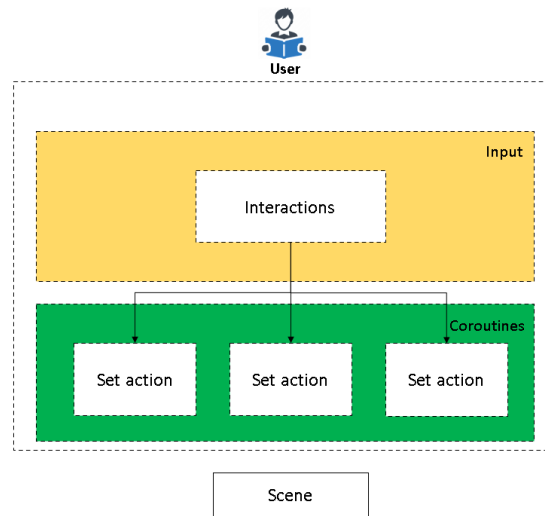 User
Input
Interactions
Coroutines
Set action
Set action
Set action
Scene